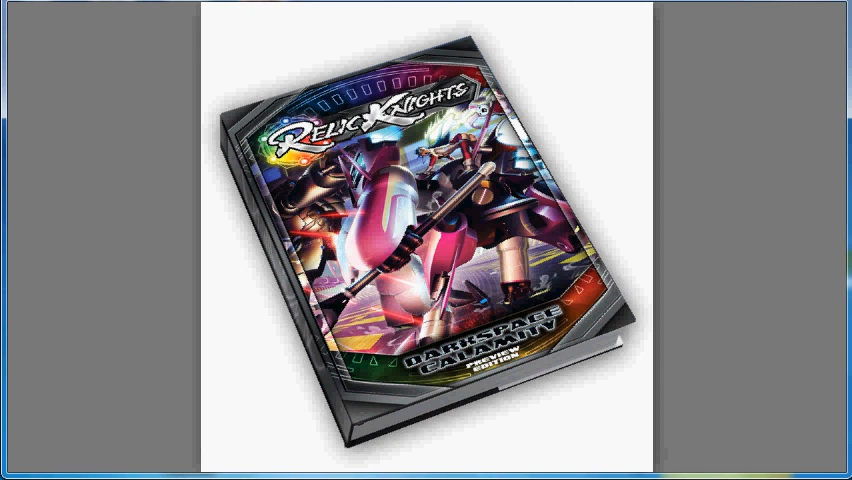 RELIC KNIGHTS
DARKSPACE
CALAMITY
PREVIEW
EDITION